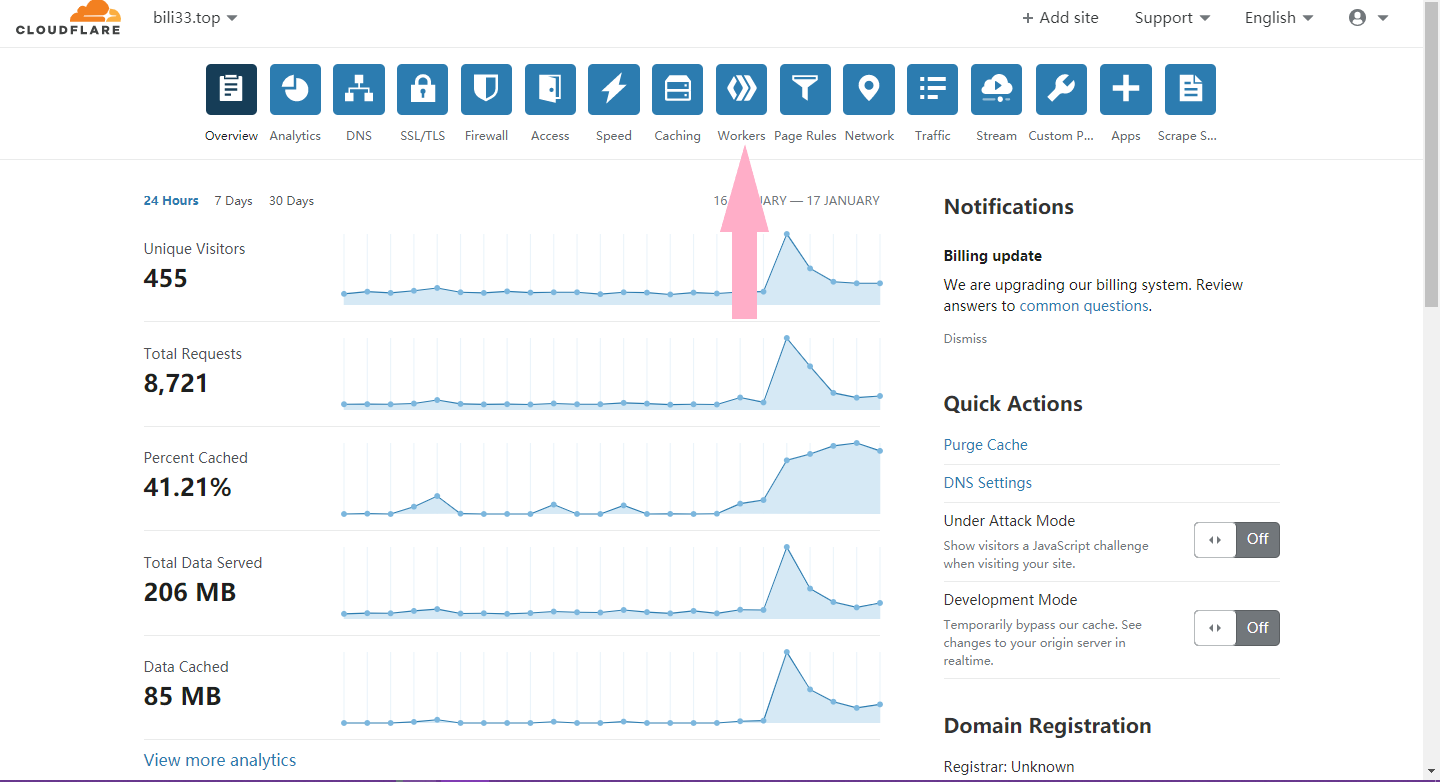 CLOUDFLARE
bili33.top
+ Add site
Support
English
Overview
Analytics
DNS
SSL/TLS
Firewall
Access
Speed
Caching
Workers
Page Rules
Network
Traffic
Stream
Custom P...
Apps
Scrape S...
24 Hours 7 Days 30 Days
16 UARY — 17 JANUARY
Unique Visitors
455
Total Requests
8,721
Percent Cached
41.21%
Total Data Served
206 MB
Data Cached
85 MB
View more analytics
Notifications
Billing update
We are upgrading our billing system. Review
answers to common questions.
Dismiss
Quick Actions
Purge Cache
DNS Settings
Under Attack Mode
Show visitors a JavaScript challenge
when visiting your site.
Off
Development Mode
Temporarily bypass our cache. See
changes to your origin server in
realtime.
Off
Domain Registration
Registrar: Unknown